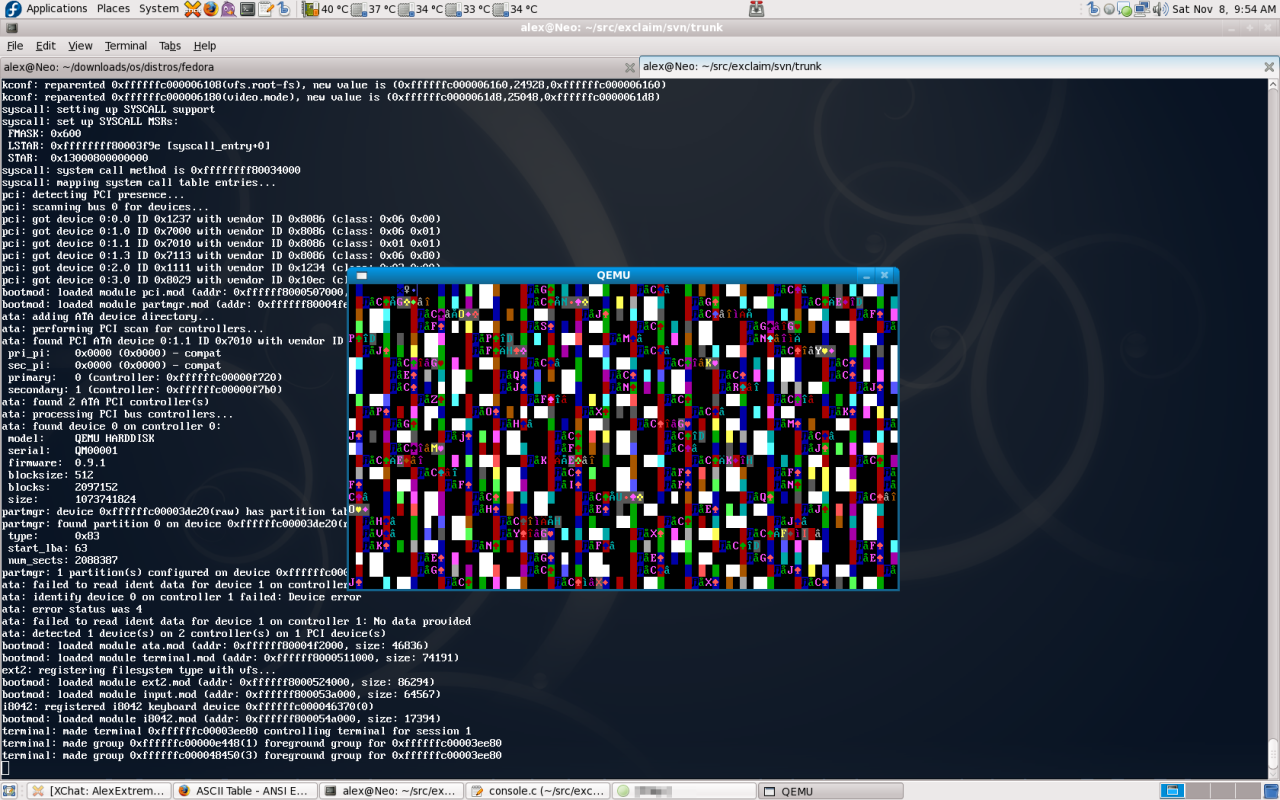 Applications Places System 40 °C 37 °C 34 °C 33 °C 34 °C Sat Nov 8, 9:54 AM
alex@Neo: ~/src/exclaim/svn/trunk
File Edit View Terminal Tabs Help
alex@Neo: ~/downloads/os/distros/fedora alex@Neo: ~/src/exclaim/svn/trunk
kconf: reparented 0xffffffc000006108(vfs.root-fs), new value is (0xffffffc000006160,24928,0xffffffc000006160)
kconf: reparented 0xffffffc000006180(video.mode), new value is (0xffffffc0000061d8,25048,0xffffffc0000061d8)
syscall: setting up SYSCALL support
syscall: set up SYSCALL MSRs:
FMASK: 0x600
LSTAR: 0xffffffff80003f9e [syscall_entry+0]
STAR: 0x13000800000000
syscall: system call method is 0xffffffff80034000
syscall: mapping system call table entries...
pci: detecting PCI presence...
pci: scanning bus 0 for devices...
pci: got device 0:0.0 ID 0x1237 with vendor ID 0x8086 (class: 0x06 0x00)
pci: got device 0:1.0 ID 0x7000 with vendor ID 0x8086 (class: 0x06 0x01)
pci: got device 0:1.1 ID 0x7010 with vendor ID 0x8086 (class: 0x01 0x01)
pci: got device 0:1.3 ID 0x7113 with vendor ID 0x8086 (class: 0x06 0x80)
pci: got device 0:2.0 ID 0x1111 with vendor ID 0x1234
pci: got device 0:3.0 ID 0x8029 with vendor ID 0x10ec
QEMU
bootmod: loaded module pci.mod (addr: 0xffffff8000507000,
bootmod: loaded module partmgr.mod (addr: 0xffffff80004fe
ata: adding ATA device directory...
ata: performing PCI scan for controllers...
ata: found PCI ATA device 0:1.1 ID 0x7010 with vendor ID
pri_pi: 0x0000 (0x0000) - compat
sec_pi: 0x0000 (0x0000) - compat
primary: 0 (controller: 0xffffffc00000f720)
secondary: 1 (controller: 0xffffffc00000f7b0)
ata: found 2 ATA PCI controller(s)
ata: processing PCI bus controllers...
ata: found device 0 on controller 0:
model: QEMU HARDDISK
serial: QM00001
firmware: 0.9.1
blocksize: 512
blocks: 2097152
size: 1073741824
partmgr: device 0xffffffc00003de20(raw) has partition
partmgr: found partition 0 on device 0xffffffc00003de20(
type: 0x83
start_lba: 63
num_sects: 2088387
partmgr: 1 partition(s) configured on device 0xffffffc000
ata: failed to read ident data for device 1 on controller
ata: identify device 0 on controller 1 failed: Device error
ata: error status was 4
ata: failed to read ident data for device 1 on controller 1: No data provided
ata: detected 1 device(s) on 2 controller(s) on 1 PCI device(s)
bootmod: loaded module ata.mod (addr: 0xffffff80004f2000, size: 46836)
bootmod: loaded module terminal.mod (addr: 0xffffff8000511000, size: 74191)
ext2: registering filesystem type with vfs...
bootmod: loaded module ext2.mod (addr: 0xffffff8000524000, size: 86294)
bootmod: loaded module input.mod (addr: 0xffffff800053a000, size: 64567)
i8042: registered i8042 keyboard device 0xffffffc000046370(0)
bootmod: loaded module i8042.mod (addr: 0xffffff800054a000, size: 17394)
terminal: made terminal 0xffffffc00003ee80 controlling terminal for session 1
terminal: made group 0xffffffc00000e448(1) foreground group for 0xffffffc00003ee80
terminal: made group 0xffffffc000048450(3) foreground group for 0xffffffc00003ee80
[XChat: AlexExtrem... ASCII Table - ANSI E... alex@Neo: ~/src/ex... console.c (~/src/exc... QEMU